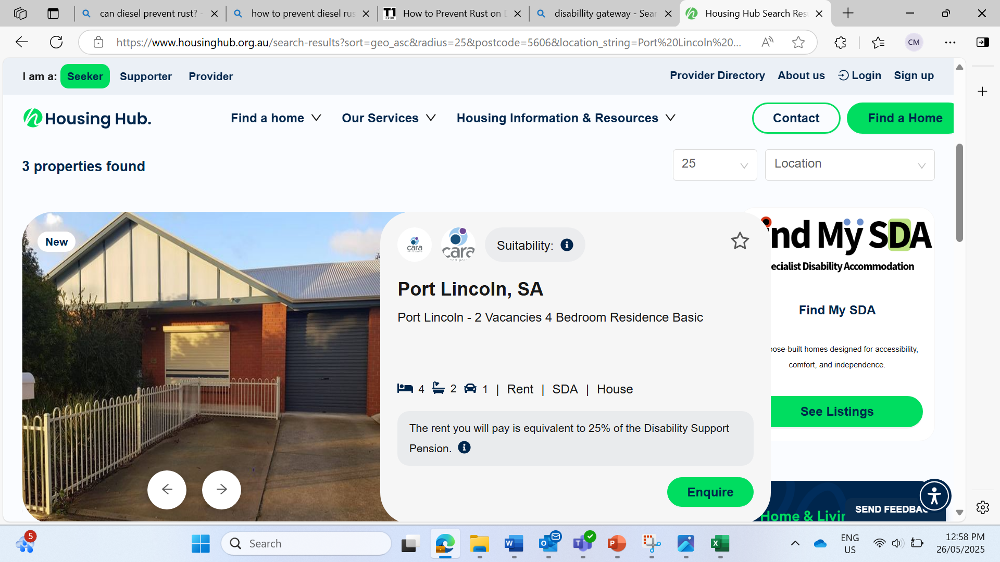 can diesel prevent rust? -
how to prevent diesel rus
T1 How to Prevent Rust on D
disabillity gateway - Sear
Housing Hub Search Resu
https://www.housinghub.org.au/search-results?sort=geo_asc&radius=25&postcode=5606&location_string=Port%20Lincoln%20...
CM
I am a: Seeker Supporter Provider
Provider Directory About us Login Sign up
Housing Hub.
Find a home Our Services Housing Information & Resources
Contact Find a Home
3 properties found
25 Location
New
cara
cara
Suitability:
Port Lincoln, SA
Port Lincoln - 2 Vacancies 4 Bedroom Residence Basic
4 2 1 | Rent | SDA | House
The rent you will pay is equivalent to 25% of the Disability Support
Pension.
Enquire
ind My SDA
ecialist Disability Accommodation
Find My SDA
pose-built homes designed for accessibility,
comfort, and independence.
See Listings
Home & Livin
SEND FEEDBAC
5
Search
ENG
US
12:58 PM
26/05/2025